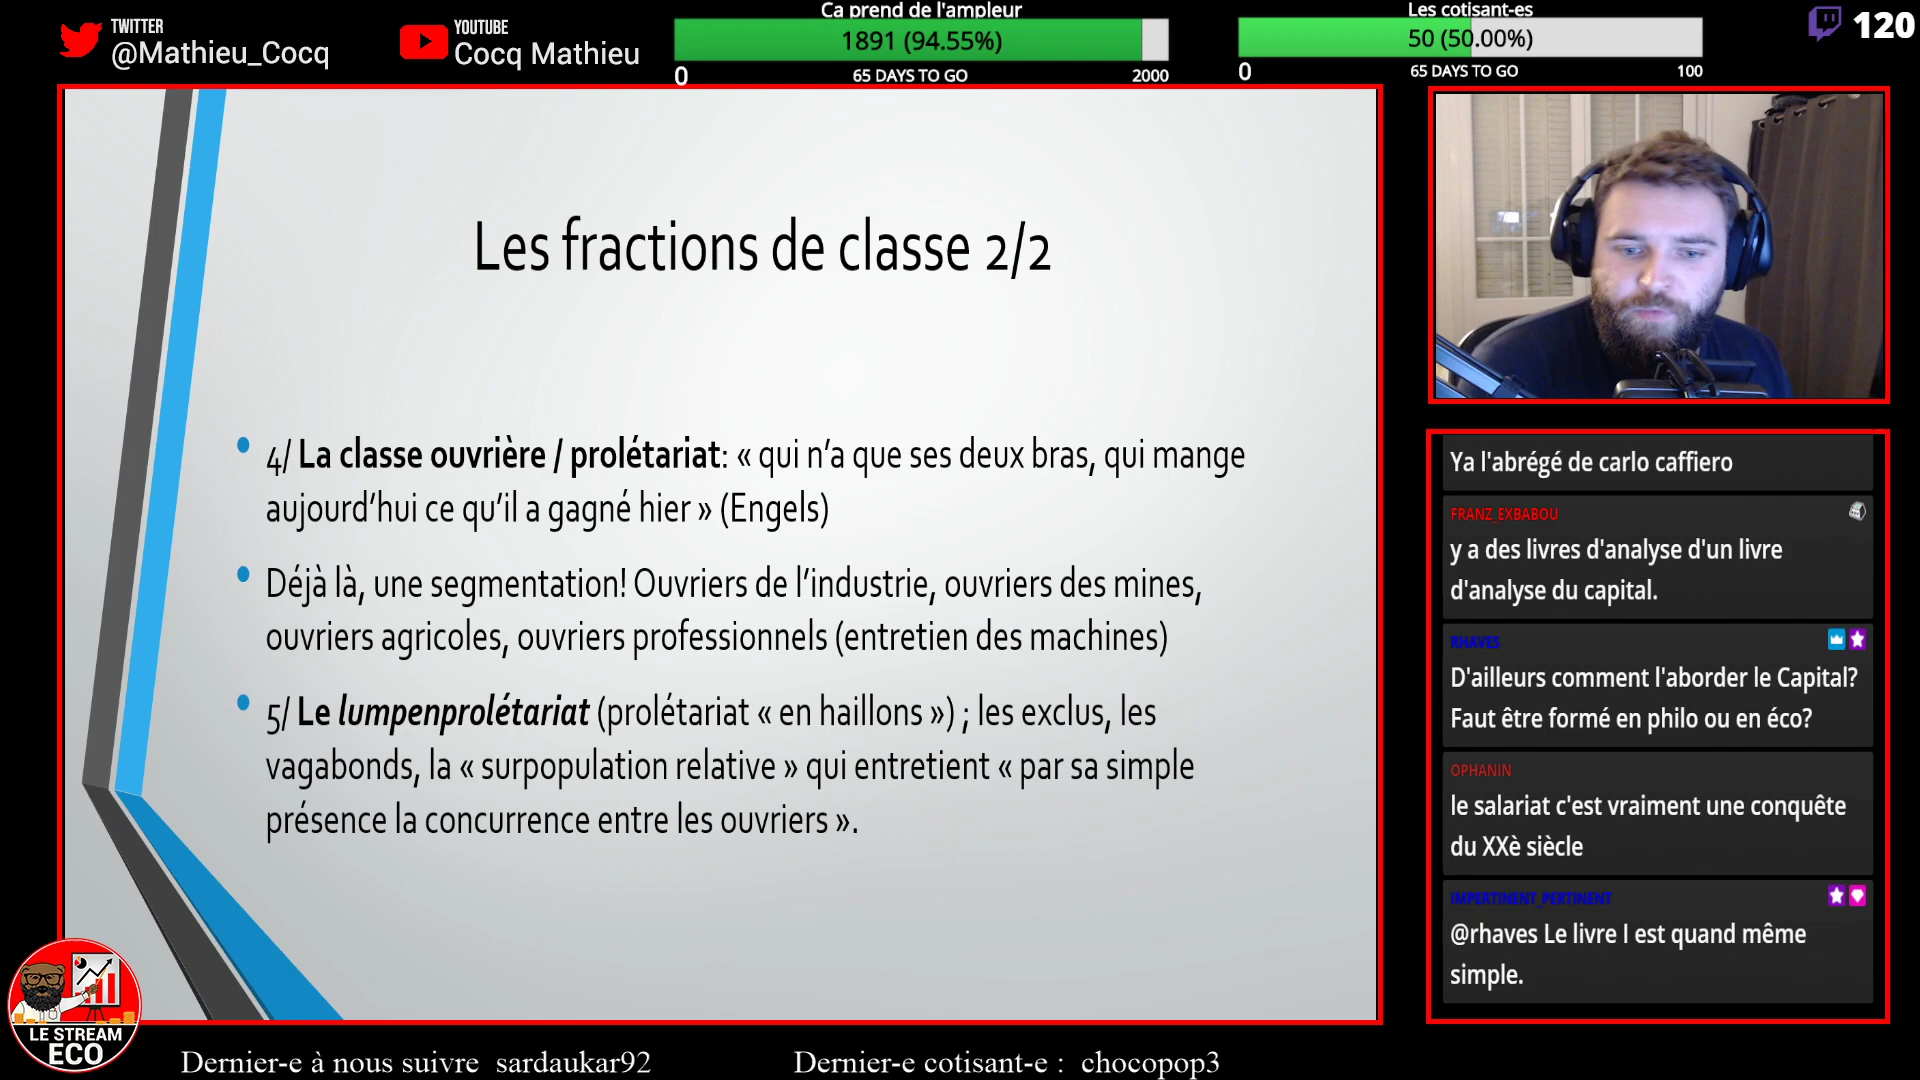 TWITTER
@Mathieu_Cocq
YOUTUBE
Cocq Mathieu
Ca prend de l'ampleur
1891 (94.55%)
0
65 DAYS TO GO
2000
Les cotisant-es
50 (50.00%)
0
65 DAYS TO GO
100
120
Les fractions de classe 2/2
4/ La classe ouvrière / prolétariat: « qui n’a que ses deux bras, qui mange
aujourd’hui ce qu’il a gagné hier » (Engels)
Déjà là, une segmentation! Ouvriers de l’industrie, ouvriers des mines,
ouvriers agricoles, ouvriers professionnels (entretien des machines)
5/ Le lumpenprolétariat (prolétariat « en haillons ») ; les exclus, les
vagabonds, la « surpopulation relative » qui entretient « par sa simple
présence la concurrence entre les ouvriers ».
Ya l'abrégé de carlo caffiero
FRANZ_EXBABOU
y a des livres d'analyse d'un livre
d'analyse du capital.
RHAVES
D'ailleurs comment l'aborder le Capital?
Faut être formé en philo ou en éco?
OPHANIN
le salariat c'est vraiment une conquête
du XXè siècle
IMPERTINENT_PERTINENT
@rhaves Le livre I est quand même
simple.
LE STREAM
ECO
Dernier-e à nous suivre sardaukar92
Dernier-e cotisant-e : chocopop3